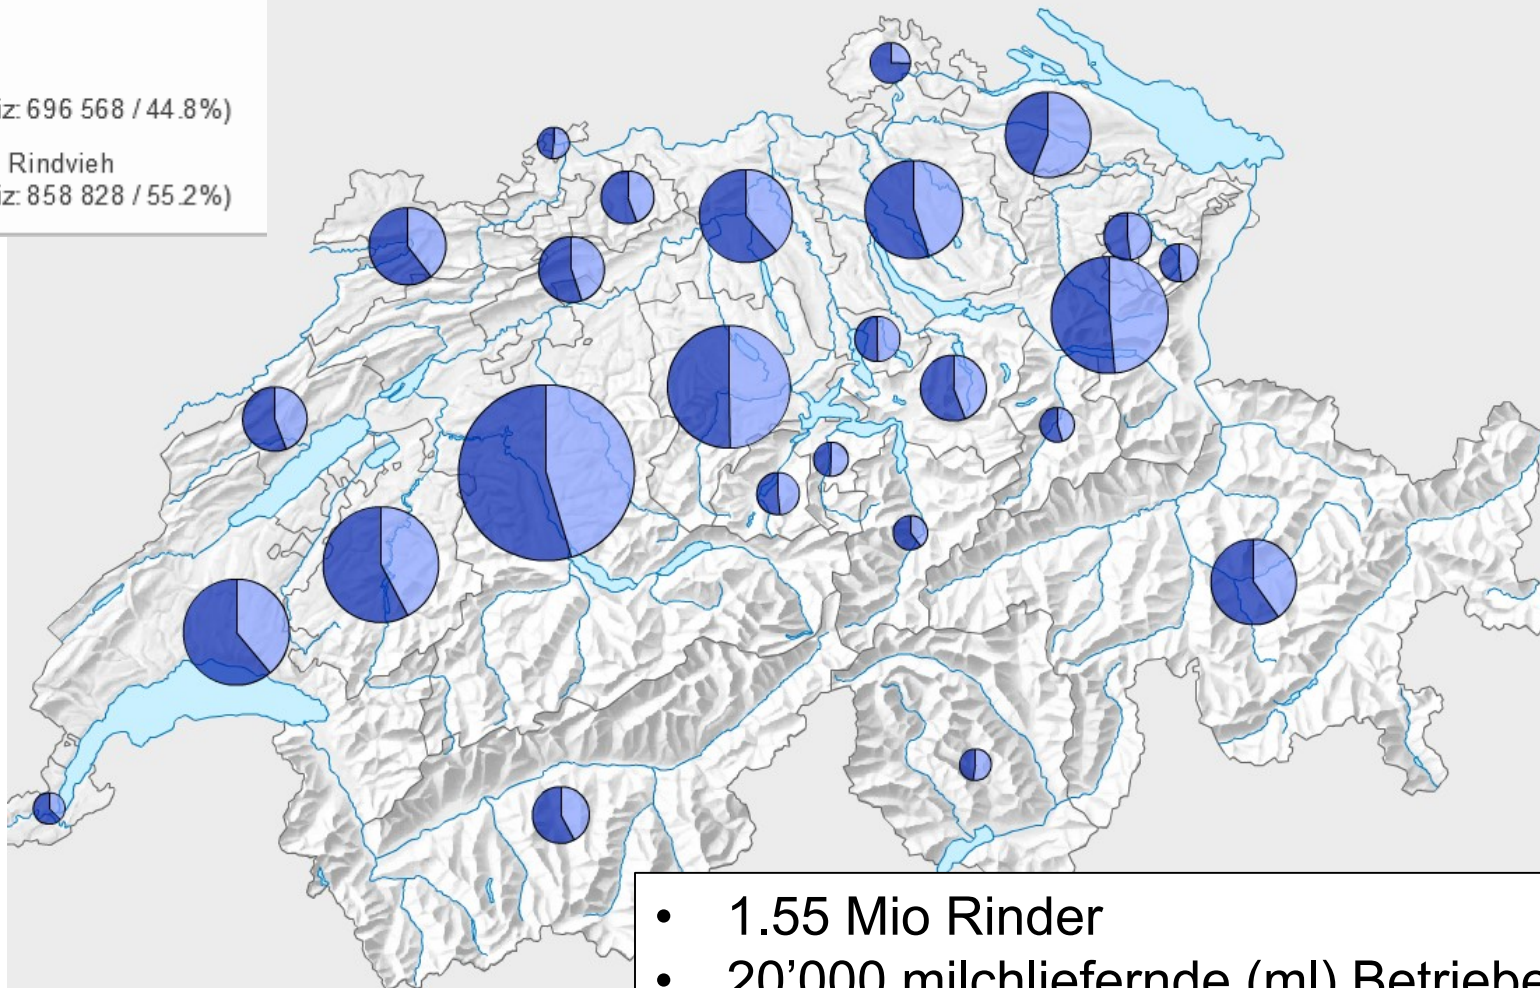 iz: 696 568 / 44.8%)
Rindvieh
iz: 858 828 / 55.2%)
• 1.55 Mio Rinder
• 20’000 milchliefernde (ml) Betriebe